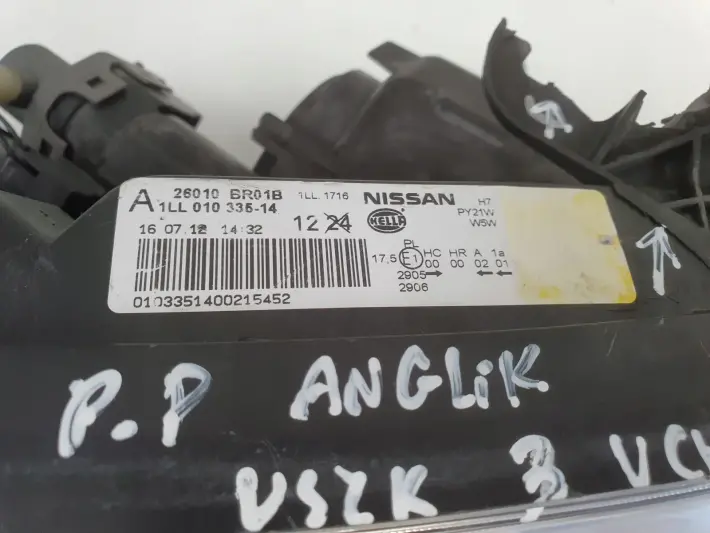 A 26010 BR01B 1LL.1716 NISSAN H7
1LL 010 335-14 PY21W
16 07.12 14:32 12 24 HELLA W5W
PL HC HR A 1a
17,5 E1 00 00 02 01
2905
0103351400215452 2906
P.P ANGLiK
USZK 3